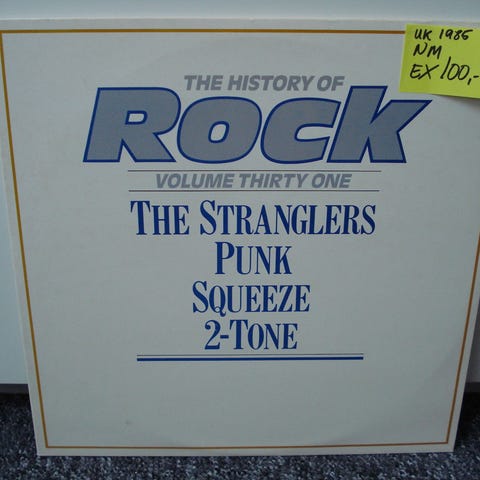 UK 1986
NM
EX 100,-
THE HISTORY OF
ROCK
VOLUME THIRTY ONE
THE STRANGLERS
PUNK
SQUEEZE
2-TONE